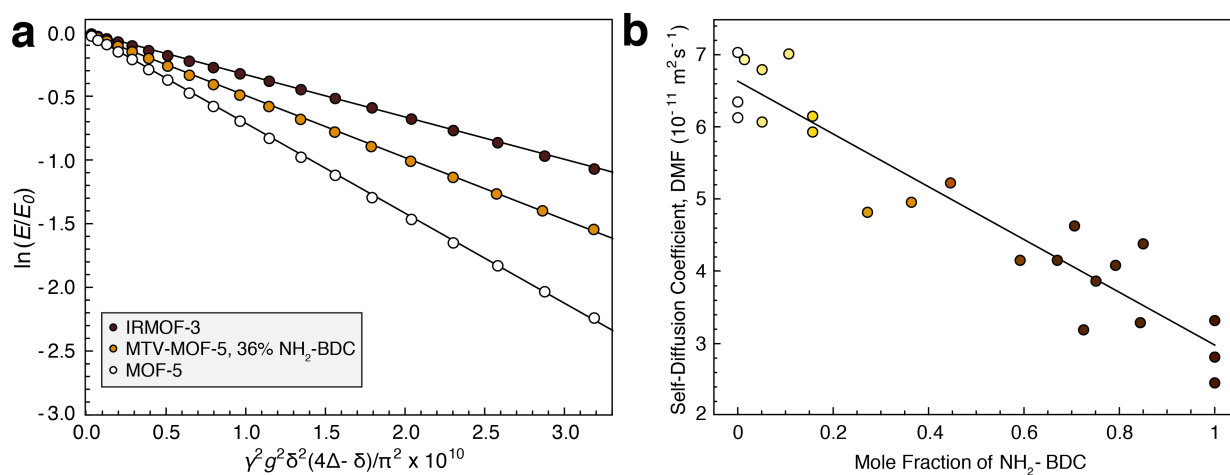 a
0.0
-0.5
-1.0
-1.5
-2.0
-2.5
-3.0
ln(E/E₀)
IRMOF-3
MTV-MOF-5, 36% NH₂-BDC
MOF-5
0.0 0.5 1.0 1.5 2.0 2.5 3.0
γ²g²δ²(4Δ- δ)/π² x 10¹⁰
b
7
6
5
4
3
2
Self-Diffusion Coefficient, DMF (10⁻¹¹ m² s⁻¹)
0 0.2 0.4 0.6 0.8 1
Mole Fraction of NH₂- BDC